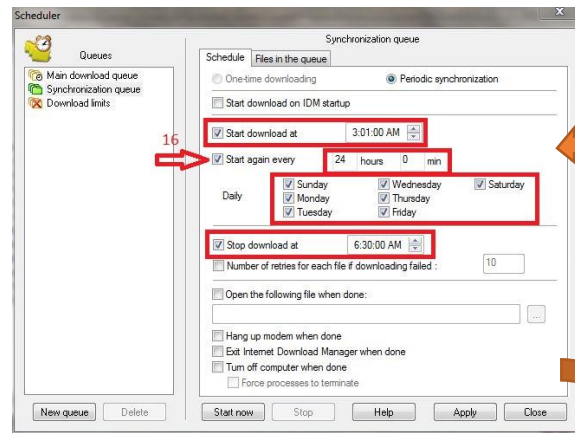 Scheduler
X
Queues
Main download queue
Synchronization queue
Download limits
Synchronization queue
Schedule
Files in the queue
One-time downloading
Periodic synchronization
Start download on IDM startup
16
Start download at
3:01:00 AM
Start again every
24 hours 0 min
Daily
Sunday
Wednesday
Saturday
Monday
Thursday
Tuesday
Friday
Stop download at
6:30:00 AM
Number of retries for each file if downloading failed :
10
Open the following file when done:
...
Hang up modem when done
Exit Internet Download Manager when done
Turn off computer when done
Force processes to terminate
New queue
Delete
Start now
Stop
Help
Apply
Close